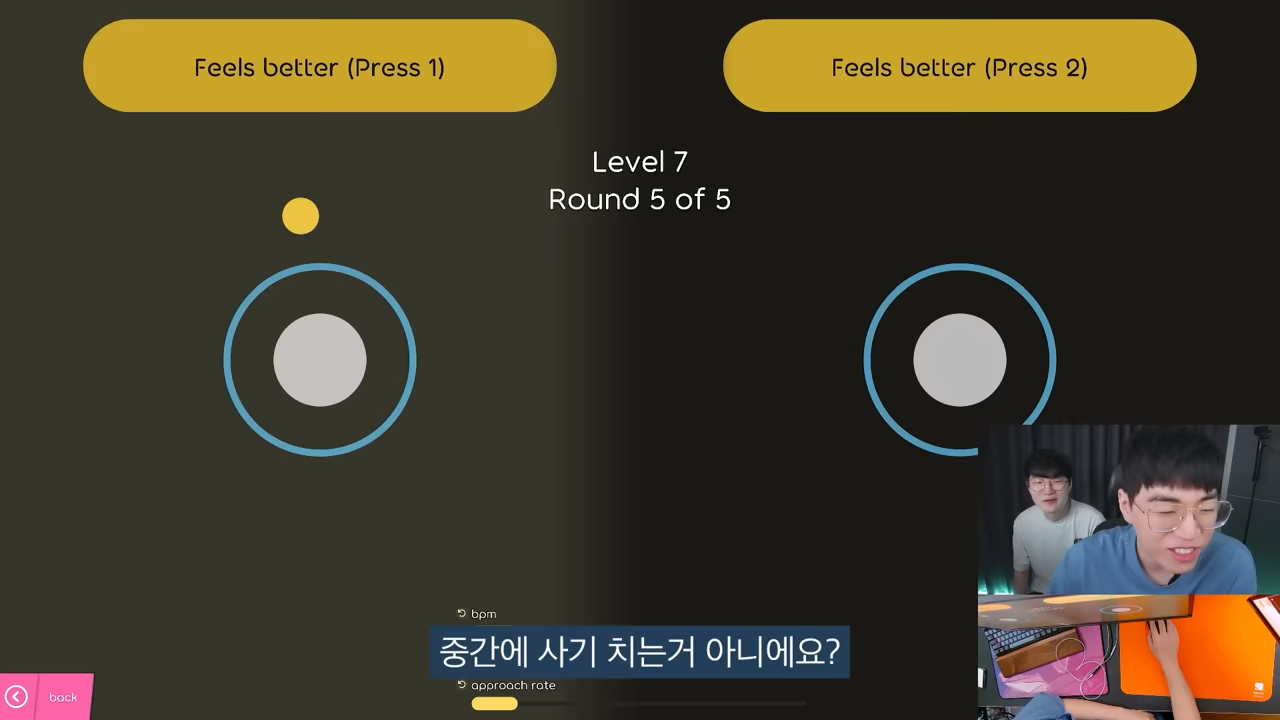 Feels better (Press 1)
Feels better (Press 2)
Level 7
Round 5 of 5
bpm
중간에 사기 치는거 아니에요?
approach rate
back